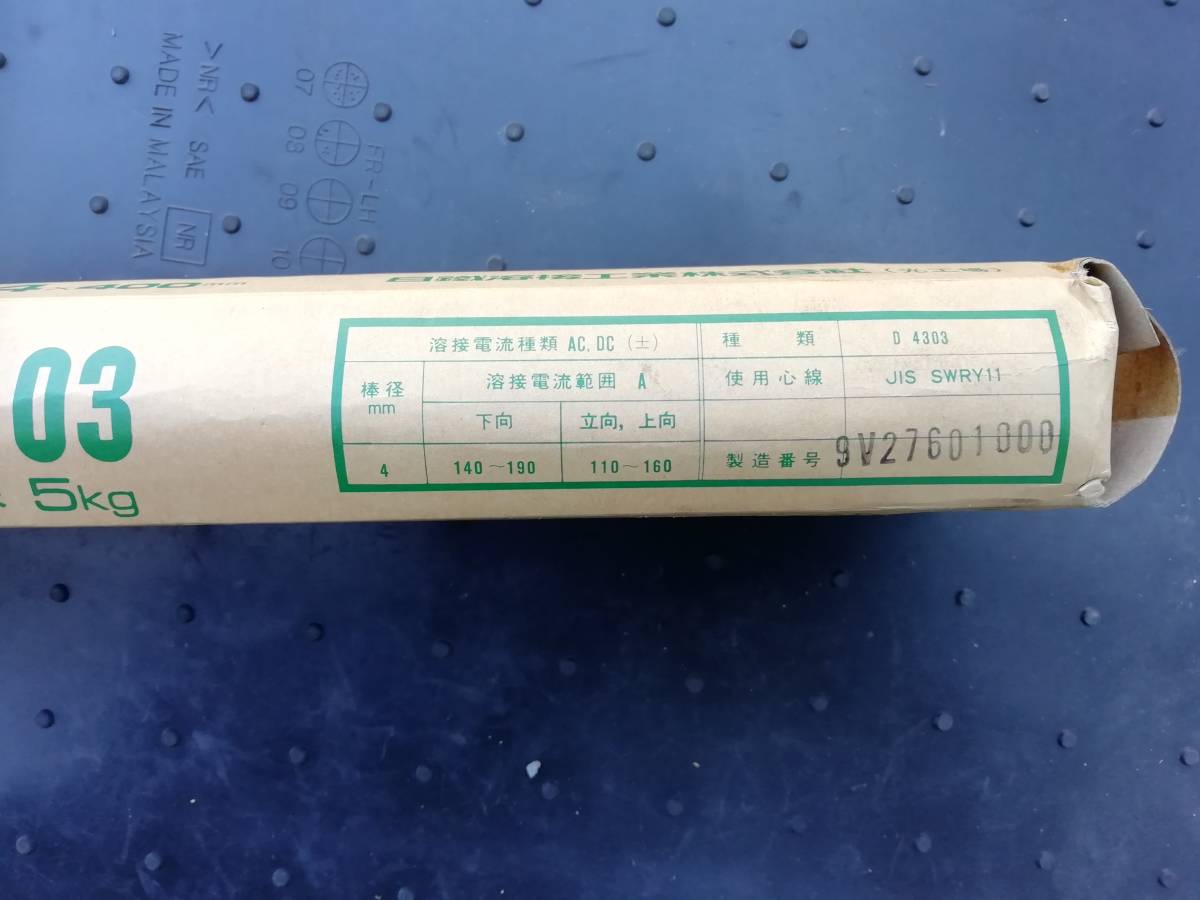 >NR< SAE
MADE IN MALAYSIA
NR
FR-LH
07
08
09
10
4×400mm
03
5kg
溶接電流種類 AC, DC (±)
棒径
mm
溶接電流範囲 A
下向
立向, 上向
4
140～190
110～160
種 類
D 4303
使用心線
JIS SWRY11
製造番号
9V27601000